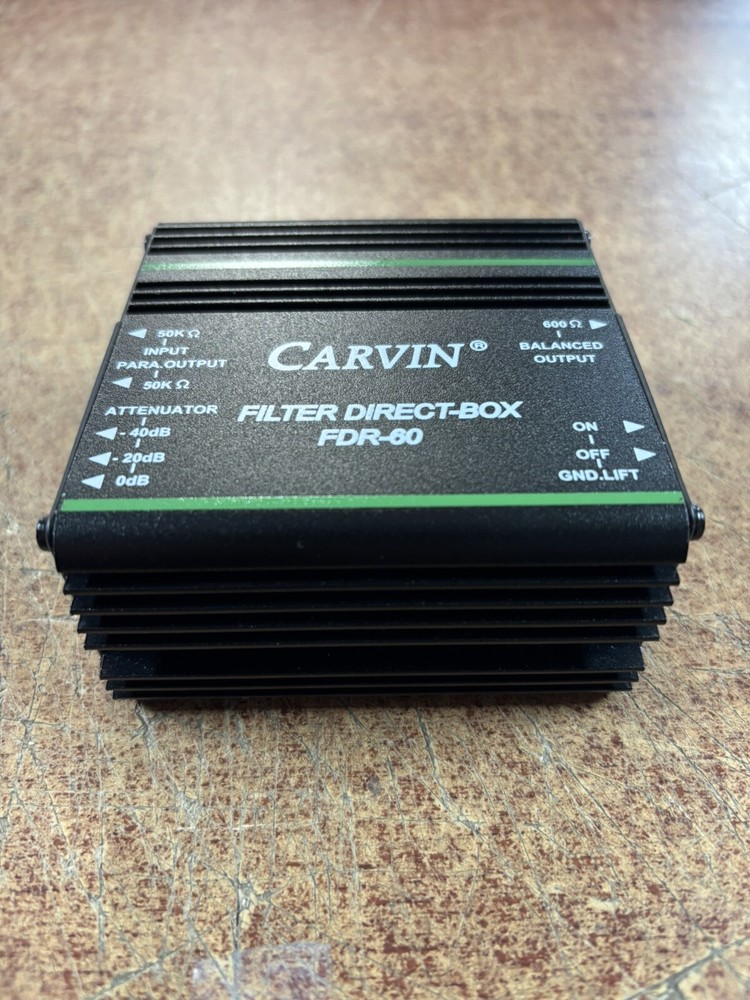 50K Ω
INPUT
PARA.OUTPUT
50K Ω
ATTENUATOR
- 40dB
- 20dB
0dB
CARVIN®
FILTER DIRECT-BOX
FDR-60
600 Ω
BALANCED
OUTPUT
ON
OFF
GND.LIFT